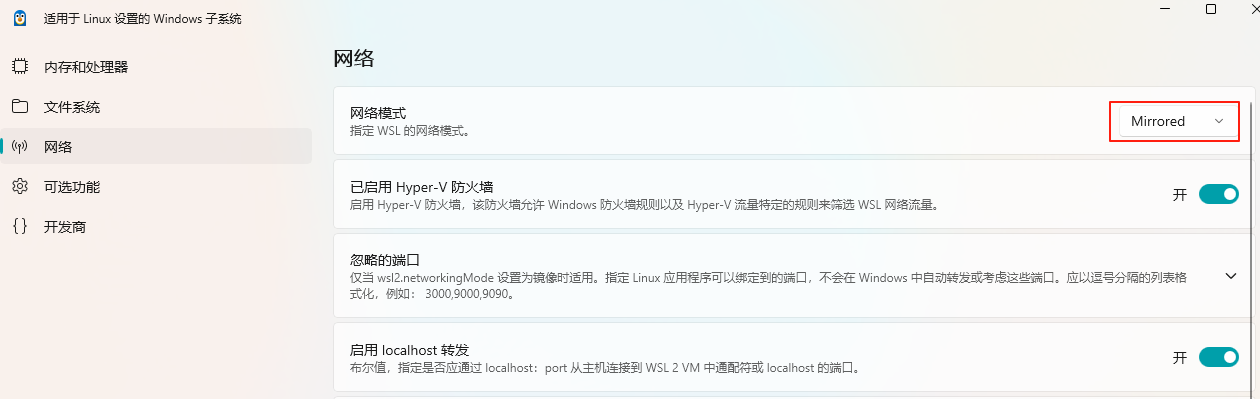 适用于 Linux 设置的 Windows 子系统
内存和处理器
文件系统
网络
可选功能
开发商
网络
网络模式
指定 WSL 的网络模式。
Mirrored
已启用 Hyper-V 防火墙
启用 Hyper-V 防火墙，该防火墙允许 Windows 防火墙规则以及 Hyper-V 流量特定的规则来筛选 WSL 网络流量。
开
忽略的端口
仅当 wsl2.networkingMode 设置为镜像时适用。指定 Linux 应用程序可以绑定到的端口，不会在 Windows 中自动转发或考虑这些端口。应以逗号分隔的列表格
式化，例如： 3000,9000,9090。
启用 localhost 转发
布尔值，指定是否应通过 localhost：port 从主机连接到 WSL 2 VM 中通配符或 localhost 的端口。
开